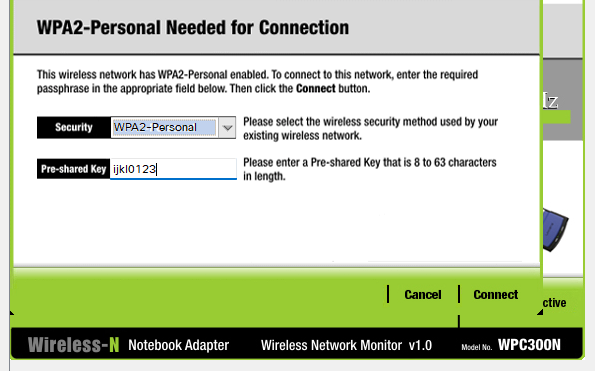 WPA2-Personal Needed for Connection
This wireless network has WPA2-Personal enabled. To connect to this network, enter the required
passphrase in the appropriate field below. Then click the Connect button.
Security
WPA2-Personal
Please select the wireless security method used by your
existing wireless network.
Pre-shared Key
ijkl0123
Please enter a Pre-shared Key that is 8 to 63 characters
in length.
Cancel
Connect
Wireless-N Notebook Adapter Wireless Network Monitor v1.0 Model No. WPC300N